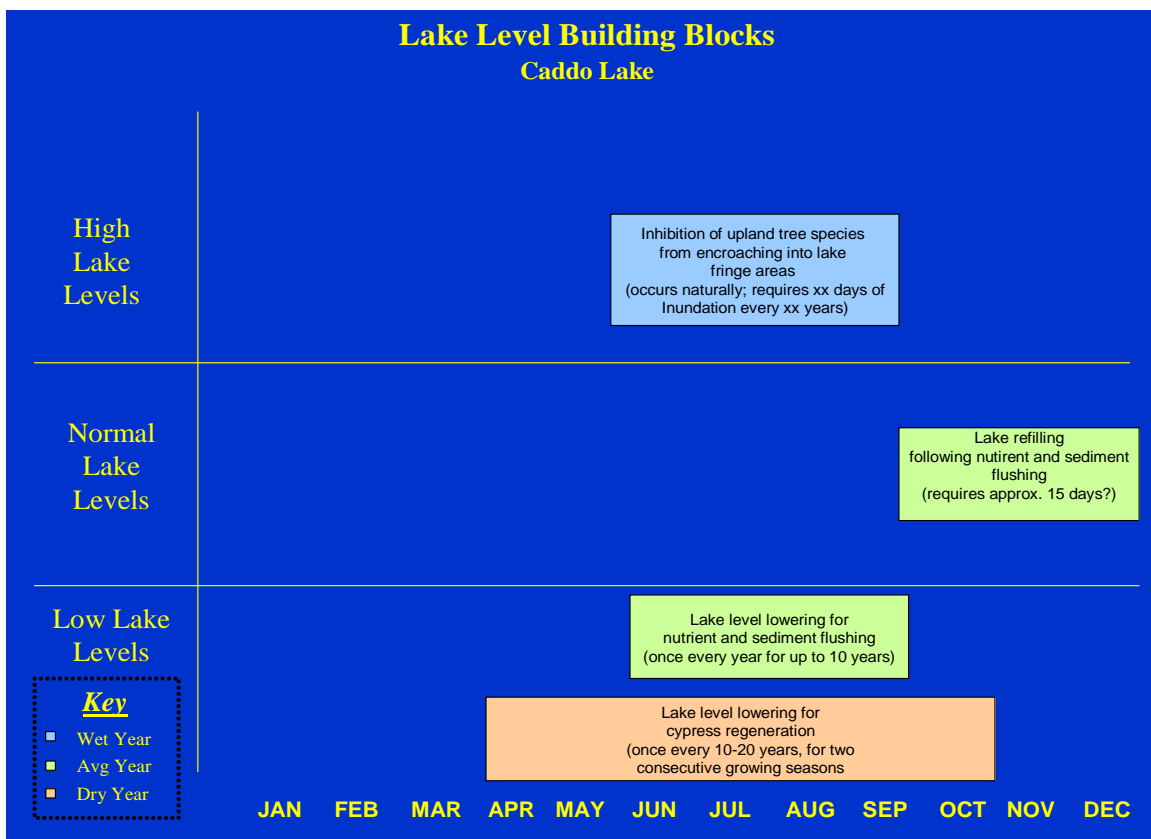 Lake Level Building Blocks
Caddo Lake
High
Lake
Levels
Inhibition of upland tree species
from encroaching into lake
fringe areas
(occurs naturally; requires xx days of
Inundation every xx years)
Normal
Lake
Levels
Lake refilling
following nutirent and sediment
flushing
(requires approx. 15 days?)
Low Lake
Levels
Lake level lowering for
nutrient and sediment flushing
(once every year for up to 10 years)
Lake level lowering for
cypress regeneration
(once every 10-20 years, for two
consecutive growing seasons
Key
Wet Year
Avg Year
Dry Year
JAN FEB MAR APR MAY JUN JUL AUG SEP OCT NOV DEC